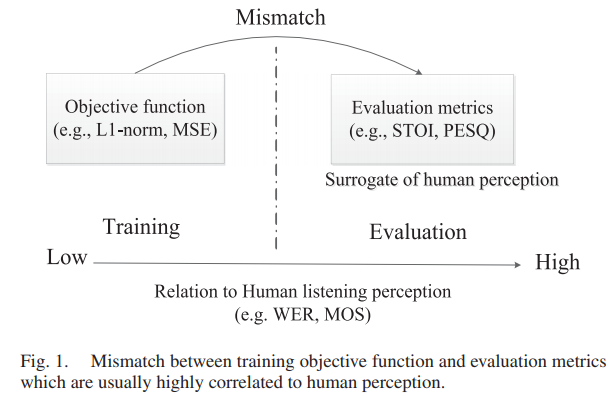 Mismatch
Objective function
(e.g., L1-norm, MSE)
Evaluation metrics
(e.g., STOI, PESQ)
Surrogate of human perception
Training
Evaluation
Low
High
Relation to Human listening perception
(e.g. WER, MOS)
Fig. 1. Mismatch between training objective function and evaluation metrics
which are usually highly correlated to human perception.